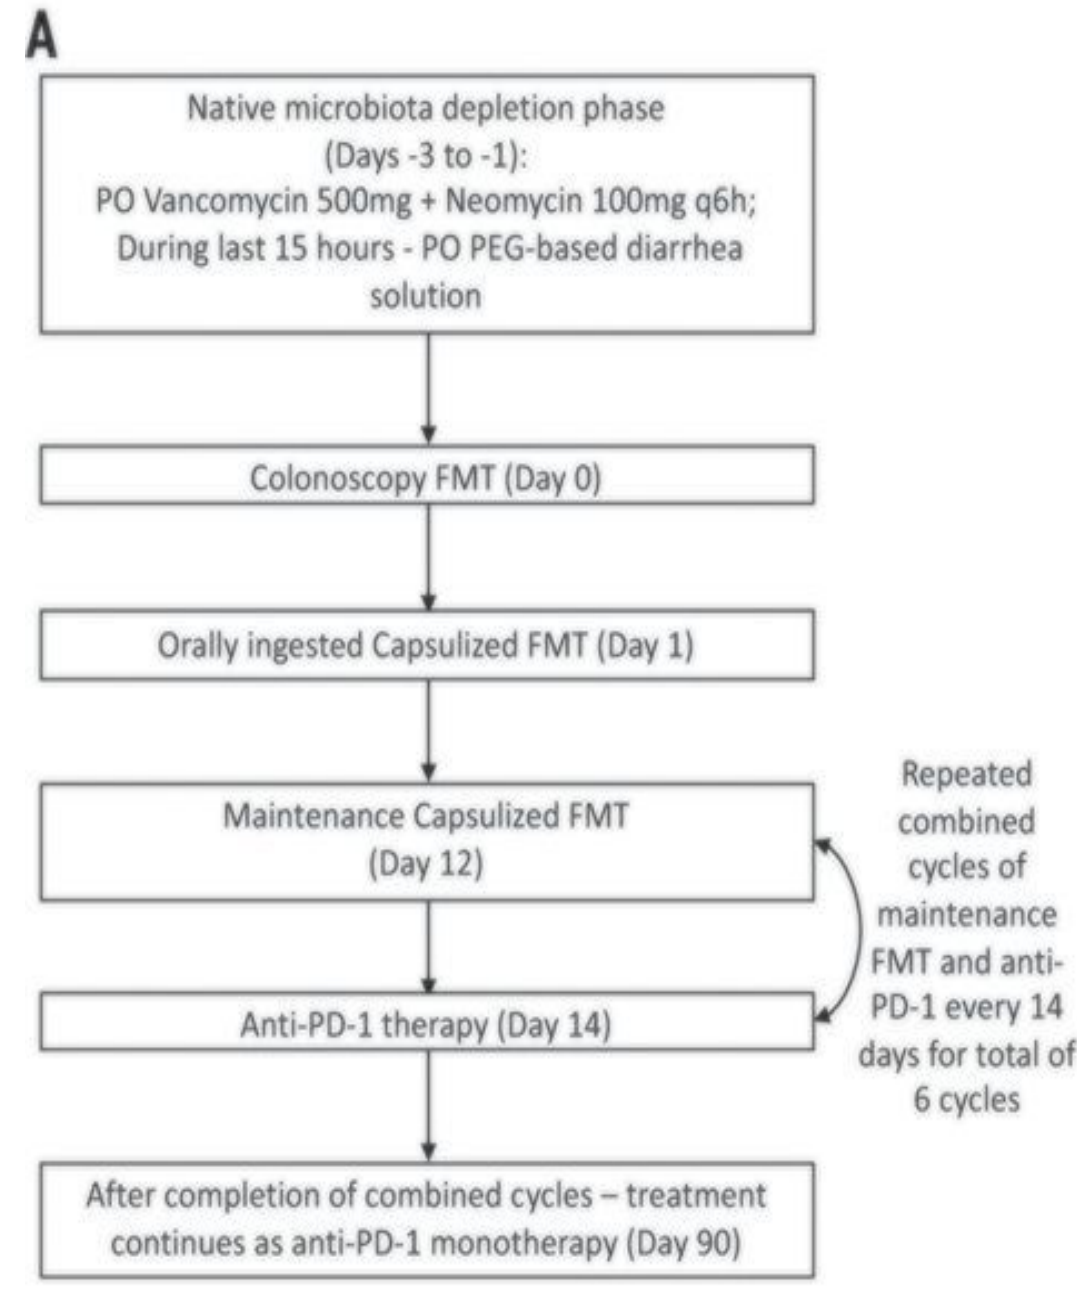 A
Native microbiota depletion phase
(Days -3 to -1):
PO Vancomycin 500mg + Neomycin 100mg q6h;
During last 15 hours - PO PEG-based diarrhea
solution
Colonoscopy FMT (Day 0)
Orally ingested Capsulized FMT (Day 1)
Maintenance Capsulized FMT
(Day 12)
Repeated
combined
cycles of
maintenance
FMT and anti-
PD-1 every 14
days for total of
6 cycles
Anti-PD-1 therapy (Day 14)
After completion of combined cycles – treatment
continues as anti-PD-1 monotherapy (Day 90)